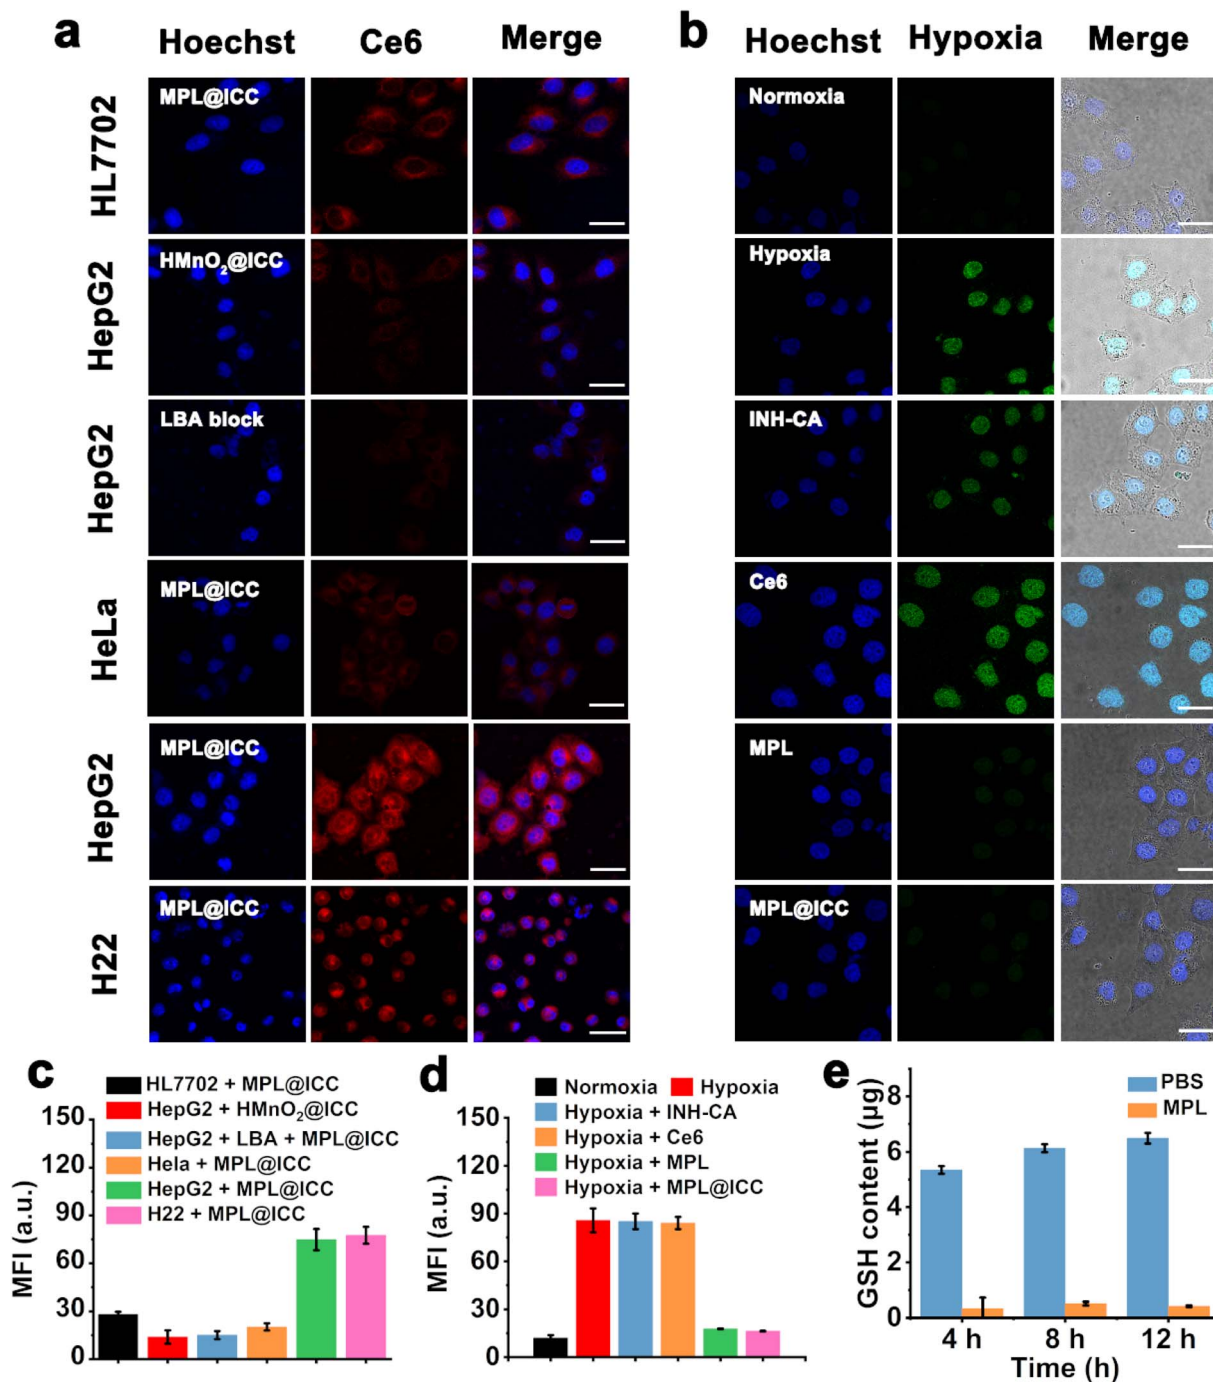 a
Hoechst Ce6 Merge
HL7702
MPL@ICC
HepG2
HMnO₂@ICC
HepG2
LBA block
HeLa
MPL@ICC
HepG2
MPL@ICC
H22
MPL@ICC
b
Hoechst Hypoxia Merge
Normoxia
Hypoxia
INH-CA
Ce6
MPL
MPL@ICC
c
HL7702 + MPL@ICC
HepG2 + HMnO₂@ICC
HepG2 + LBA + MPL@ICC
Hela + MPL@ICC
HepG2 + MPL@ICC
H22 + MPL@ICC
MFI (a.u.)
150
120
90
60
30
0
d
Normoxia Hypoxia
Hypoxia + INH-CA
Hypoxia + Ce6
Hypoxia + MPL
Hypoxia + MPL@ICC
MFI (a.u.)
150
120
90
60
30
0
e
PBS
MPL
GSH content (µg)
8
6
4
2
0
4 h 8 h 12 h
Time (h)